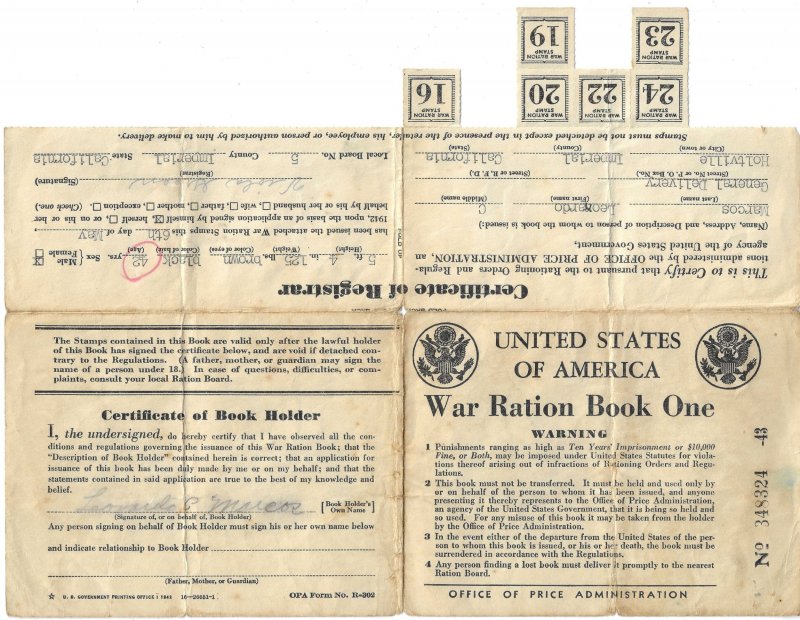 WAR RATION STAMP 19
WAR RATION STAMP 23
WAR RATION STAMP 16
WAR RATION STAMP 20
WAR RATION STAMP 22
WAR RATION STAMP 24
Certificate of Registrar
This is to Certify that pursuant to the Rationing Orders and Regula-
tions administered by the OFFICE OF PRICE ADMINISTRATION, an
agency of the United States Government,
(Name, Address, and Description of person to whom the book is issued):
Marcos Leonardo C
(Last name) (First name) (Middle name)
General Delivery
(Street No. or P. O. Box No.) (Street or R. F. D.)
Holtville Imperial California
(City or town) (County) (State)
5 ft. 4 in. 125 lbs. brown black 42 yrs. Sex { Male ☒ Female ☐
(Height) (Weight) (Color of eyes) (Color of hair) (Age)
has been issued the attached War Ration Stamps this 6th day of May
1942, upon the basis of an application signed by himself ☒, herself ☐, or on his or her
behalf by his or her husband ☐, wife ☐, father ☐, mother ☐, exception ☐. (Check one.)
(Signature)
(Registrar)
Local Board No. 5 County Imperial State California
Stamps must not be detached except in the presence of the retailer, his employee, or person authorized by him to make delivery.
FOLD UP
The Stamps contained in this Book are valid only after the lawful holder
of this Book has signed the certificate below, and are void if detached con-
trary to the Regulations. (A father, mother, or guardian may sign the
name of a person under 18.) In case of questions, difficulties, or com-
plaints, consult your local Ration Board.
Certificate of Book Holder
I, the undersigned, do hereby certify that I have observed all the con-
ditions and regulations governing the issuance of this War Ration Book; that the
"Description of Book Holder" contained herein is correct; that an application for
issuance of this book has been duly made by me or on my behalf; and that the
statements contained in said application are true to the best of my knowledge and
belief.
Leonardo C Marcos [Book Holder's Own Name]
(Signature of, or on behalf of, Book Holder)
Any person signing on behalf of Book Holder must sign his or her own name below
and indicate relationship to Book Holder
(Father, Mother, or Guardian)
☆ U. S. GOVERNMENT PRINTING OFFICE : 1942 16—26651-1 OPA Form No. R-302
UNITED STATES
OF AMERICA
War Ration Book One
WARNING
1 Punishments ranging as high as Ten Years' Imprisonment or $10,000
Fine, or Both, may be imposed under United States Statutes for viola-
tions thereof arising out of infractions of Rationing Orders and Regu-
lations.
2 This book must not be transferred. It must be held and used only by
or on behalf of the person to whom it has been issued, and anyone
presenting it thereby represents to the Office of Price Administration,
an agency of the United States Government, that it is being so held and
so used. For any misuse of this book it may be taken from the holder
by the Office of Price Administration.
3 In the event either of the departure from the United States of the per-
son to whom this book is issued, or his or her death, the book must be
surrendered in accordance with the Regulations.
4 Any person finding a lost book must deliver it promptly to the nearest
Ration Board.
OFFICE OF PRICE ADMINISTRATION
№ 348324 -43